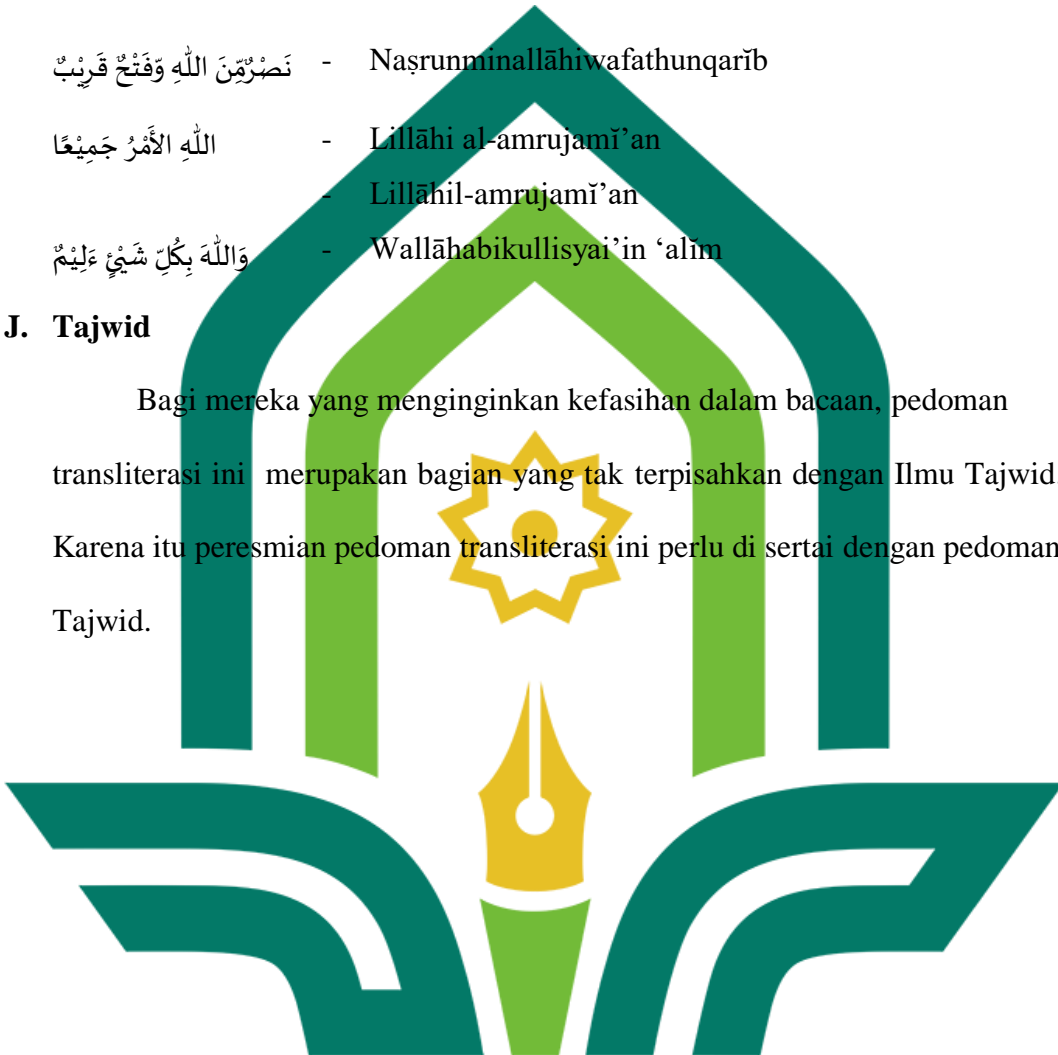 نَصْرٌمِّنَ اللّٰهِ وَّفَتْحٌ قَرِيْبٌ - Naṣrunminallāhiwafathunqarĭb
اللّٰهِ الأَمْرُ جَمِيْعًا - Lillāhi al-amrujamĭ’an
- Lillāhil-amrujamĭ’an
وَاللّٰهَ بِكُلِّ شَيْئٍ ءَلِيْمٌ - Wallāhabikullisyai’in ‘alĭm
J. Tajwid
Bagi mereka yang menginginkan kefasihan dalam bacaan, pedoman
transliterasi ini merupakan bagian yang tak terpisahkan dengan Ilmu Tajwid.
Karena itu peresmian pedoman transliterasi ini perlu di sertai dengan pedoman
Tajwid.